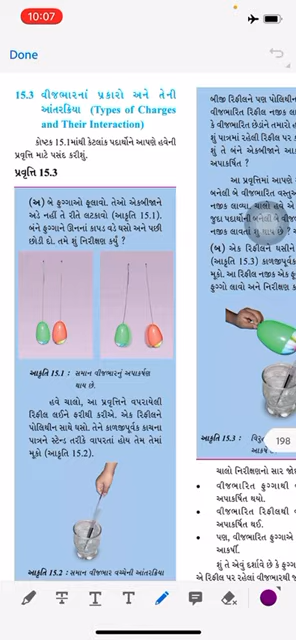 10:07
Done
15.3 વીજભારનાં પ્રકારો અને તેની
આંતરક્રિયા (Types of Charges
and Their Interaction)
કોષ્ટક 15.1માંથી કેટલાંક પદાર્થોને આપણે હવેની
પ્રવૃત્તિ માટે પસંદ કરીશું.
પ્રવૃત્તિ 15.3
(અ) બે ફુગ્ગાઓ ફુલાવો. તેઓ એકબીજાને
અડે નહીં તે રીતે લટકાવો (આકૃતિ 15.1).
બંને ફુગ્ગાને ઊનનાં કાપડ વડે ઘસો અને પછી
છોડી દો. તમે શું નિરીક્ષણ કર્યું ?
આકૃતિ 15.1 : સમાન વીજભારનું અપાકર્ષણ
થાય છે.
હવે ચાલો, આ પ્રવૃત્તિને વપરાયેલી
રિફીલ લઈને ફરીથી કરીએ. એક રિફીલને
પોલિથીન સાથે ઘસો. તેને કાળજીપૂર્વક કાચના
પાત્રને સ્ટેન્ડ તરીકે વાપરતાં હોય તેમ તેમાં
મૂકો (આકૃતિ 15.2).
આકૃતિ 15.2 : સમાન વીજભાર વચ્ચેની આંતરક્રિયા
બીજી રિફીલને પણ પોલિથીન
વીજભારિત રિફીલ નજીક
કે વીજભારિત છેડાને તમારો
શું પાત્રમાં રહેલી રિફીલ પર
શું તે બંને એકબીજાને
અપાકર્ષિત ?
આ પ્રવૃત્તિમાં આપણે
બનેલી બે વીજભારિત
નજીક લાવ્યા. ચાલો હવે
જુદા પદાર્થોની બનેલી બે
નજીક લાવતાં શું થાય છે ?
(બ) એક રિફીલને ઘસીને
(આકૃતિ 15.3) કાળજીપૂર્વક
મૂકો. આ રિફીલ નજીક એક
ફુગ્ગો લાવો અને નિરીક્ષણ
આકૃતિ 15.3 :
198
ચાલો નિરીક્ષણનો સાર
• વીજભારિત ફુગ્ગાથી
અપાકર્ષિત થયો.
• વીજભારિત રિફીલથી
અપાકર્ષિત થઈ.
• પણ, વીજભારિત ફુગ્ગાએ
આકર્ષી.
શું તે એવું દર્શાવે છે કે
એ રિફીલ પર રહેલાં વીજભારથી